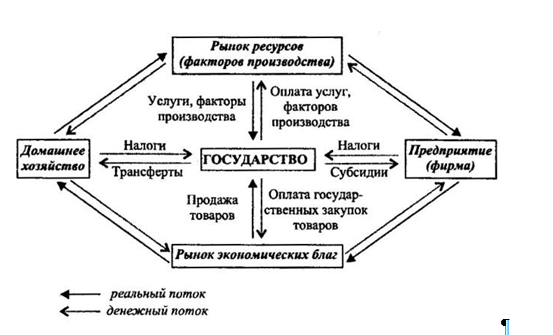 Рынок ресурсов
(факторов производства)
Услуги, факторы
производства
Оплата услуг,
факторов
производства
Домашнее
хозяйство
Налоги
Трансферты
ГОСУДАРСТВО
Налоги
Субсидии
Предприятие
(фирма)
Продажа
товаров
Оплата государ-
ственных закупок
товаров
Рынок экономических благ
реальный поток
денежный поток
¶